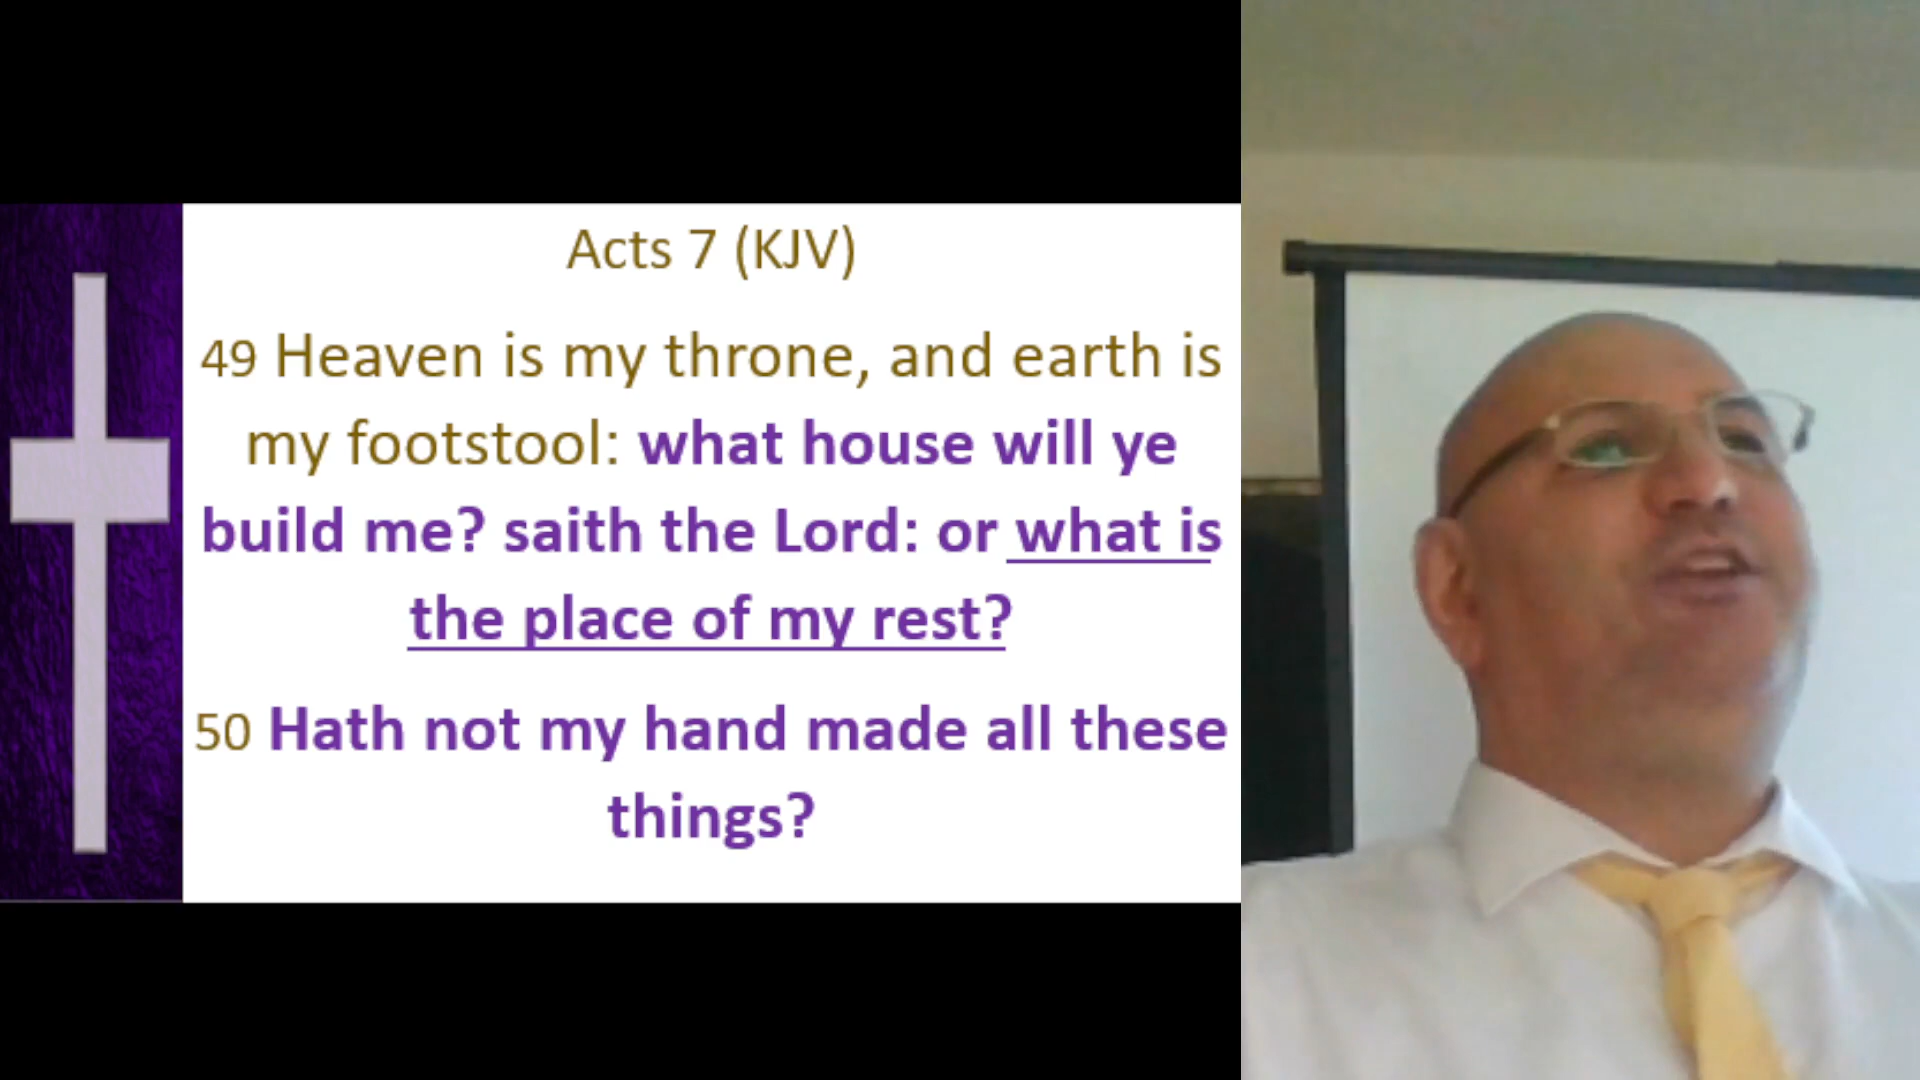 Acts 7 (KJV)
49 Heaven is my throne, and earth is
my footstool: what house will ye
build me? saith the Lord: or what is
the place of my rest?
50 Hath not my hand made all these
things?